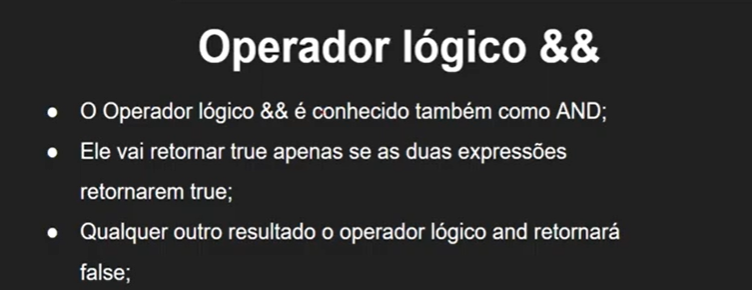 Operador lógico &&
● O Operador lógico && é conhecido também como AND;
● Ele vai retornar true apenas se as duas expressões
retornarem true;
● Qualquer outro resultado o operador lógico and retornará
false;